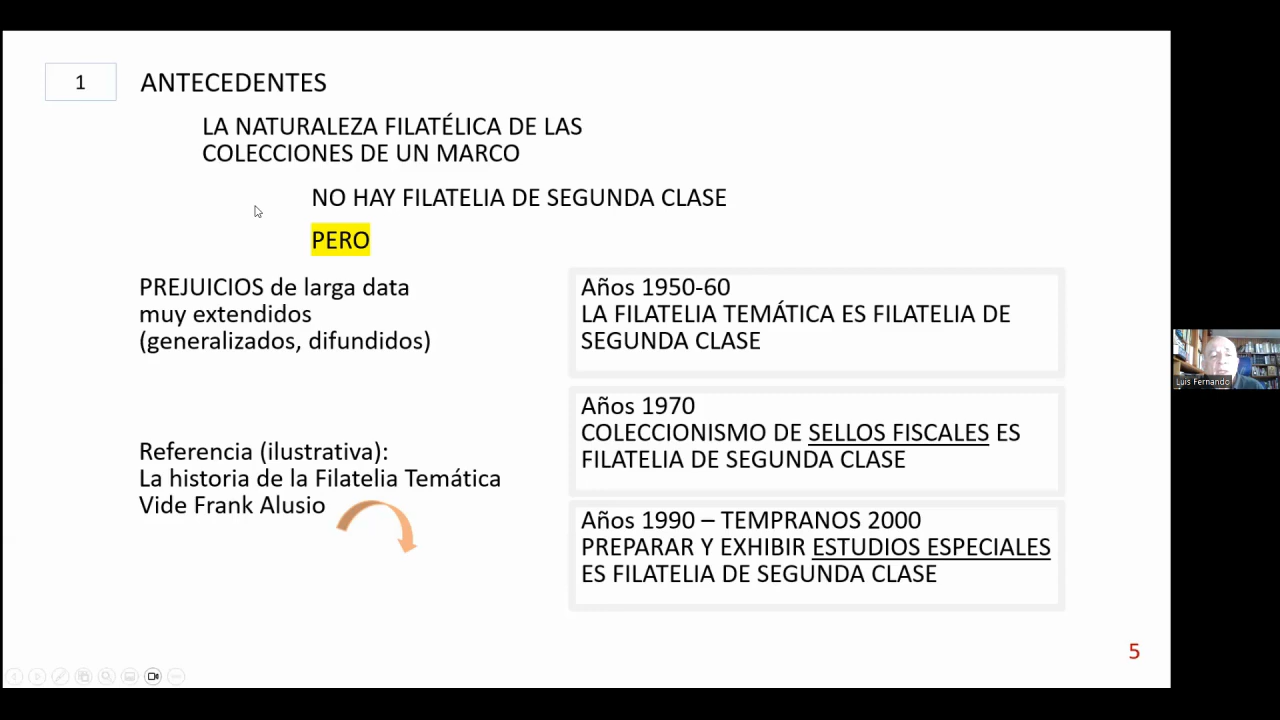 1
ANTECEDENTES
LA NATURALEZA FILATÉLICA DE LAS
COLECCIONES DE UN MARCO
NO HAY FILATELIA DE SEGUNDA CLASE
PERO
PREJUICIOS de larga data
muy extendidos
(generalizados, difundidos)
Referencia (ilustrativa):
La historia de la Filatelia Temática
Vide Frank Alusio
Años 1950-60
LA FILATELIA TEMÁTICA ES FILATELIA DE
SEGUNDA CLASE
Años 1970
COLECCIONISMO DE SELLOS FISCALES ES
FILATELIA DE SEGUNDA CLASE
Años 1990 – TEMPRANOS 2000
PREPARAR Y EXHIBIR ESTUDIOS ESPECIALES
ES FILATELIA DE SEGUNDA CLASE
5
Luis Fernando